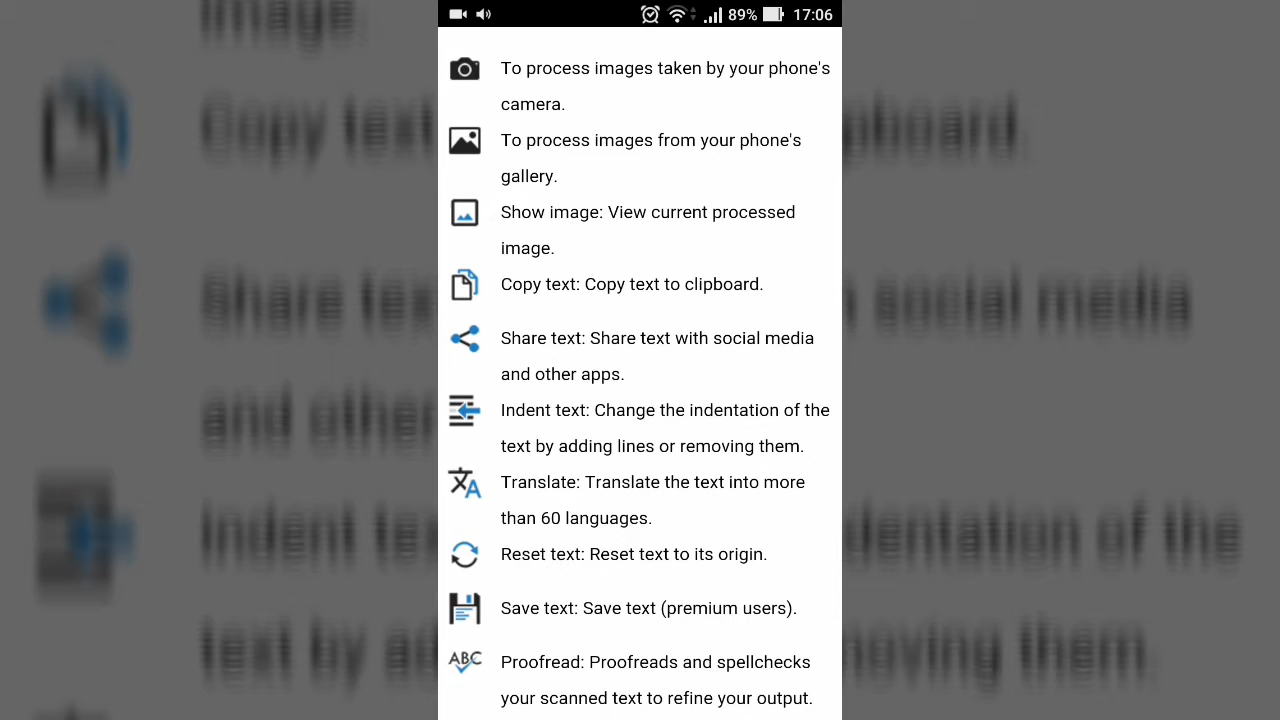 89% 17:06
To process images taken by your phone's
camera.
To process images from your phone's
gallery.
Show image: View current processed
image.
Copy text: Copy text to clipboard.
Share text: Share text with social media
and other apps.
Indent text: Change the indentation of the
text by adding lines or removing them.
Translate: Translate the text into more
than 60 languages.
Reset text: Reset text to its origin.
Save text: Save text (premium users).
ABC
Proofread: Proofreads and spellchecks
your scanned text to refine your output.